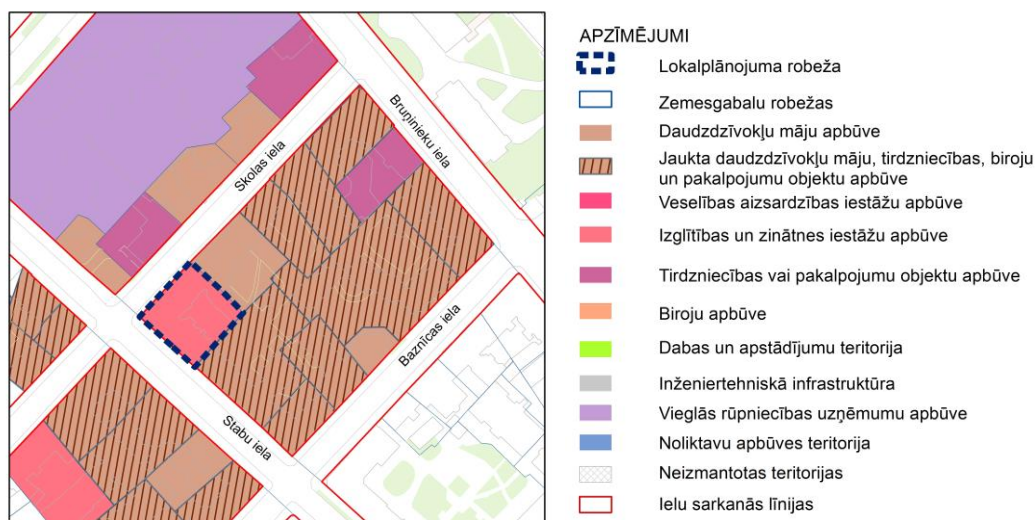 Bruņinieku iela
Skolas iela
Baznīcas iela
Stabu iela
APZĪMĒJUMI
Lokalplānojuma robeža
Zemesgabalu robežas
Daudzdzīvokļu māju apbūve
Jaukta daudzdzīvokļu māju, tirdzniecības, biroju
un pakalpojumu objektu apbūve
Veselības aizsardzības iestāžu apbūve
Izglītības un zinātnes iestāžu apbūve
Tirdzniecības vai pakalpojumu objektu apbūve
Biroju apbūve
Dabas un apstādījumu teritorija
Inženiertehniskā infrastruktūra
Vieglās rūpniecības uzņēmumu apbūve
Noliktavu apbūves teritorija
Neizmantotas teritorijas
Ielu sarkanās līnijas